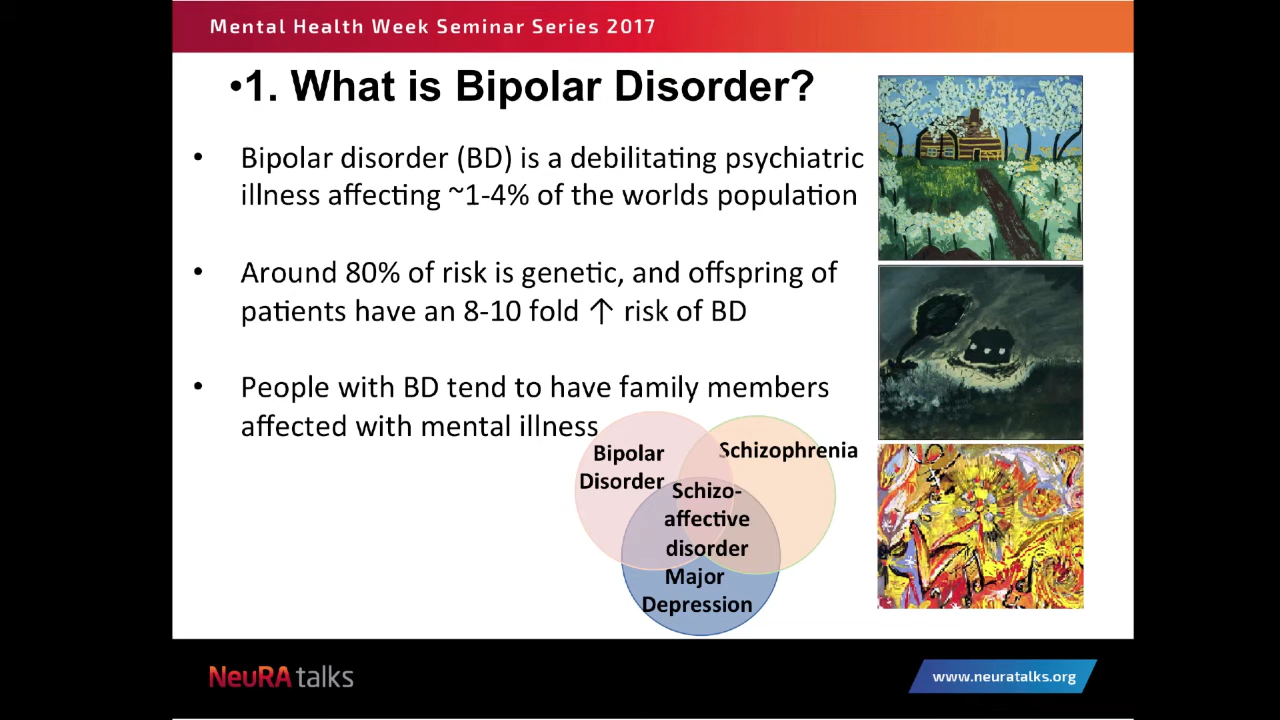 Mental Health Week Seminar Series 2017
•1. What is Bipolar Disorder?
• Bipolar disorder (BD) is a debilitating psychiatric
illness affecting ~1-4% of the worlds population
• Around 80% of risk is genetic, and offspring of
patients have an 8-10 fold ↑ risk of BD
• People with BD tend to have family members
affected with mental illness
Bipolar
Disorder
Schizophrenia
Schizo-
affective
disorder
Major
Depression
NeuRA talks
www.neuratalks.org